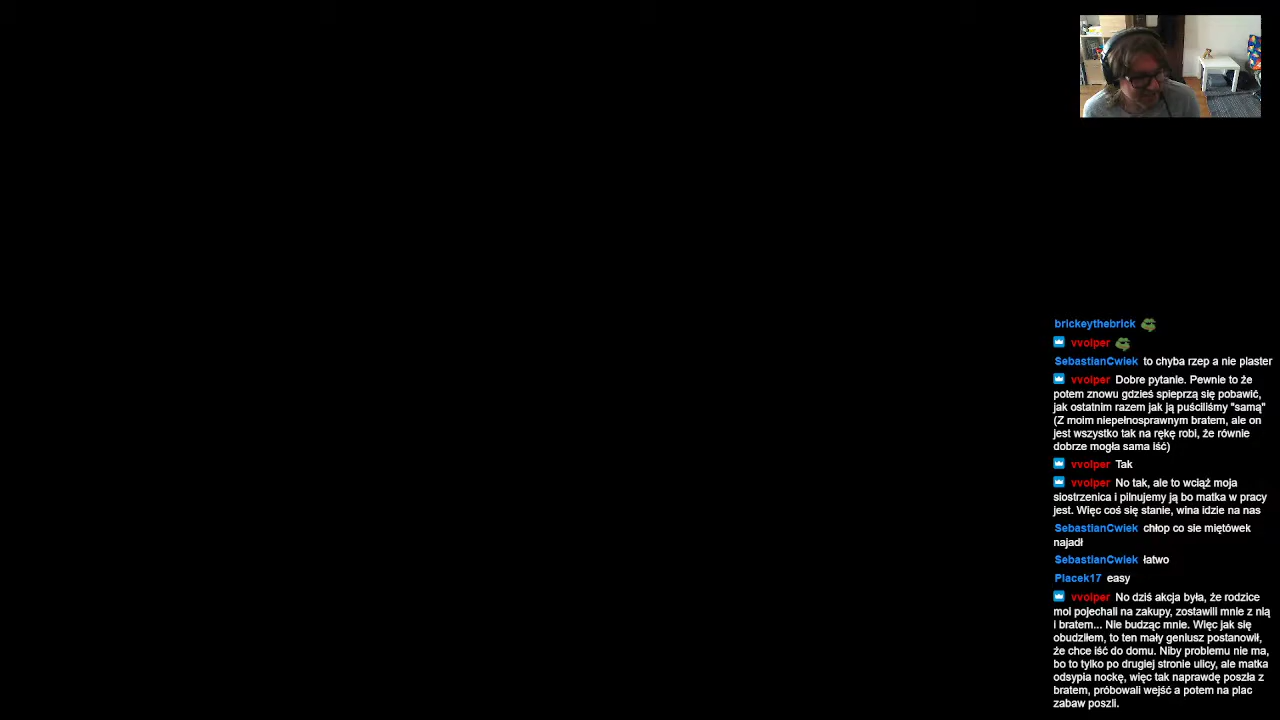 brickeythebrick
vvolper
SebastianCwiek to chyba rzep a nie plaster
vvolper Dobre pytanie. Pewnie to że
potem znowu gdzieś spieprzą się pobawić,
jak ostatnim razem jak ją puściliśmy "samą"
(Z moim niepełnosprawnym bratem, ale on
jest wszystko tak na rękę robi, że równie
dobrze mogła sama iść)
vvolper Tak
vvolper No tak, ale to wciąż moja
siostrzenica i pilnujemy ją bo matka w pracy
jest. Więc coś się stanie, wina idzie na nas
SebastianCwiek chłop co sie miętówek
najadł
SebastianCwiek łatwo
Placek17 easy
vvolper No dziś akcja była, że rodzice
moi pojechali na zakupy, zostawili mnie z nią
i bratem... Nie budząc mnie. Więc jak się
obudziłem, to ten mały geniusz postanowił,
że chce iść do domu. Niby problemu nie ma,
bo to tylko po drugiej stronie ulicy, ale matka
odsypia nockę, więc tak naprawdę poszła z
bratem, próbowali wejść a potem na plac
zabaw poszli.